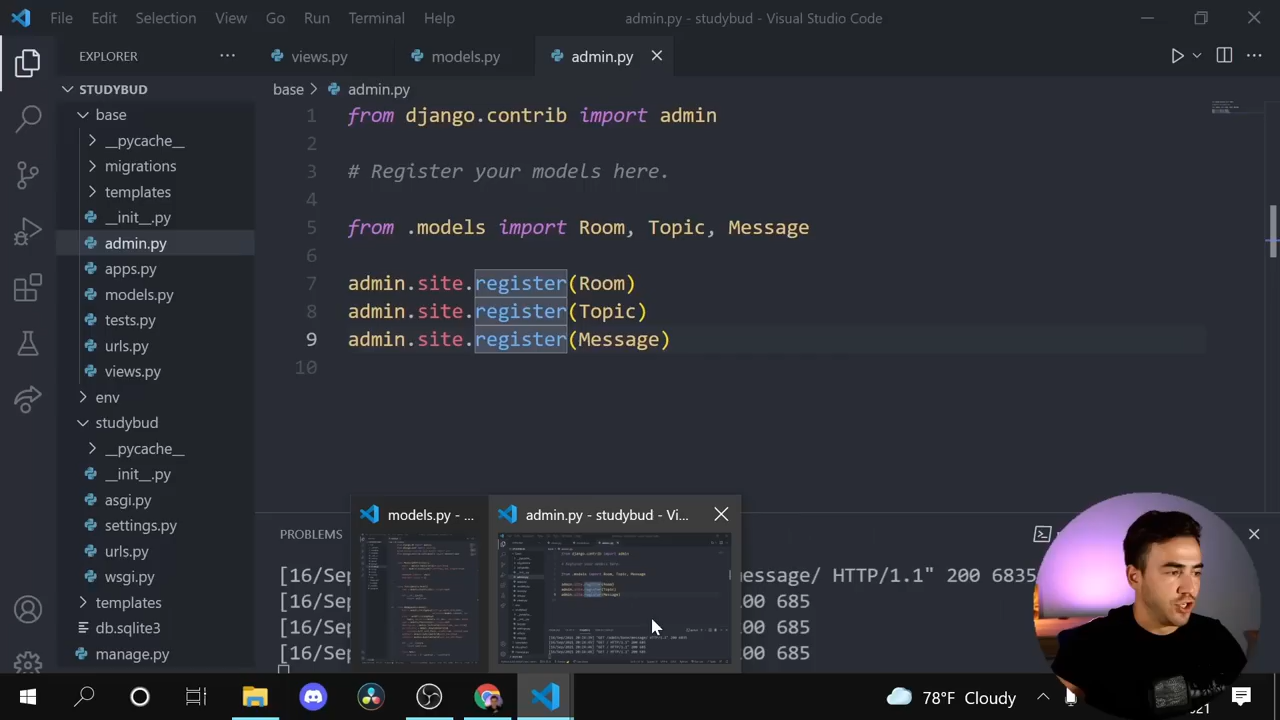 File Edit Selection View Go Run Terminal Help
admin.py - studybud - Visual Studio Code
EXPLORER
views.py
models.py
admin.py
STUDYBUD
base
__pycache__
migrations
templates
__init__.py
admin.py
apps.py
models.py
tests.py
urls.py
views.py
env
studybud
__pycache__
__init__.py
asgi.py
settings.py
urls.py
wsgi.py
templates
db.sqlite
manage.py
base > admin.py
1 from django.contrib import admin
2
3 # Register your models here.
4
5 from .models import Room, Topic, Message
6
7 admin.site.register(Room)
8 admin.site.register(Topic)
9 admin.site.register(Message)
10
models.py - ...
admin.py - studybud - Vi...
PROBLEMS
[16/Sep
message/ HTTP/1.1" 200 6835
[16/Sep
200 685
[16/Sep
200 685
[16/Sep
200 685
78°F Cloudy